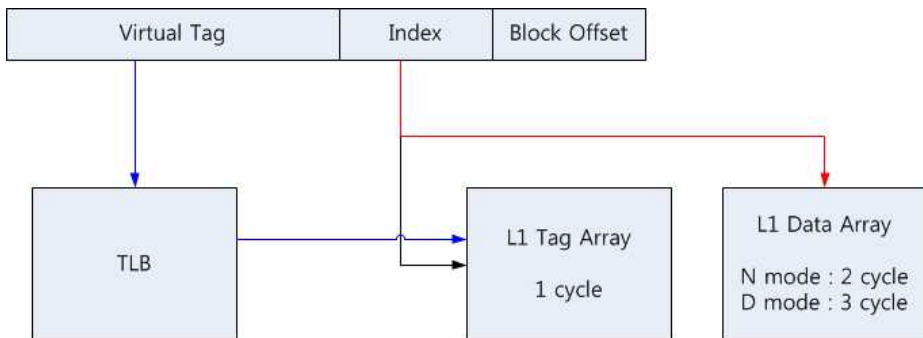 Virtual Tag
Index
Block Offset
TLB
L1 Tag Array
1 cycle
L1 Data Array
N mode : 2 cycle
D mode : 3 cycle